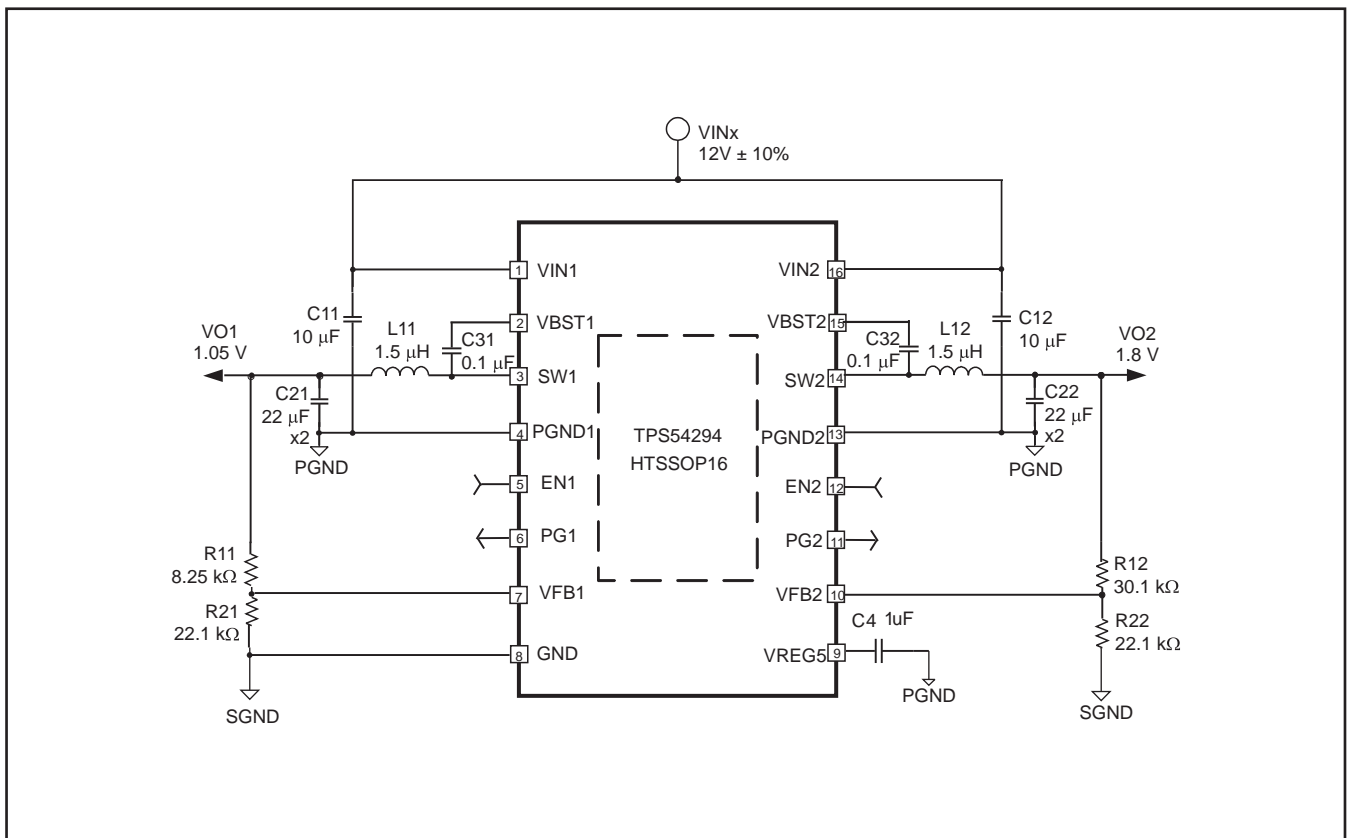 VINx
12V ± 10%
1 VIN1
VIN2 16
C11
10 μF
2 VBST1
VBST2 15
C12
10 μF
VO1
1.05 V
L11
1.5 μH
C31
0.1 μF
C32
0.1 μF
L12
1.5 μH
VO2
1.8 V
3 SW1
SW2 14
C21
22 μF
x2
PGND
4 PGND1
PGND2 13
C22
22 μF
x2
PGND
TPS54294
HTSSOP16
5 EN1
EN2 12
6 PG1
PG2 11
R11
8.25 kΩ
R12
30.1 kΩ
7 VFB1
VFB2 10
R21
22.1 kΩ
C4 1uF
R22
22.1 kΩ
8 GND
VREG5 9
PGND
SGND
SGND